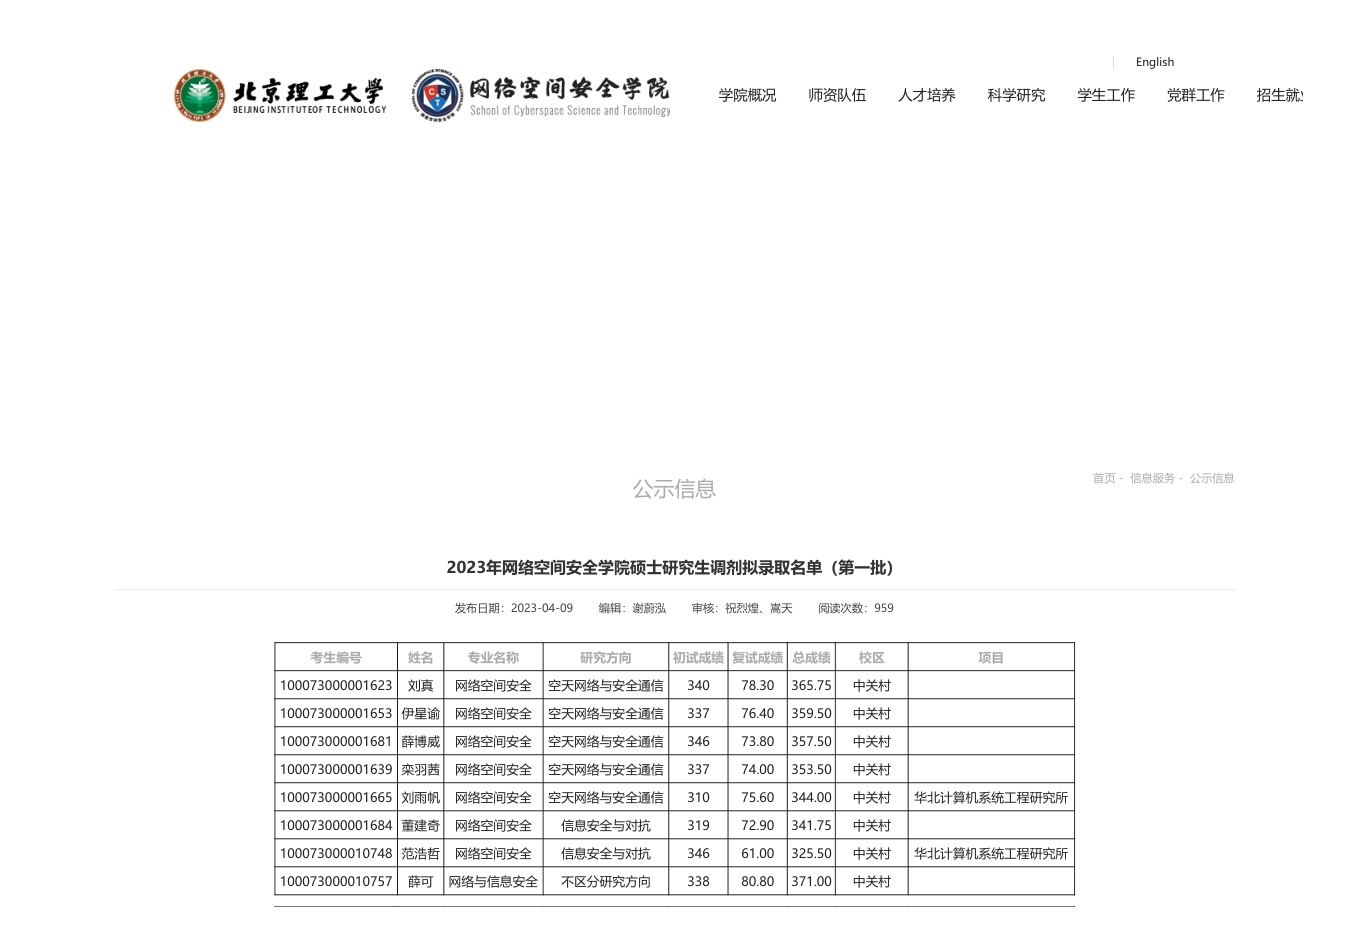 English
北京理工大学
BEIJING INSTITUTE OF TECHNOLOGY
网络空间安全学院
School of Cyberspace Science and Technology
学院概况 师资队伍 人才培养 科学研究 学生工作 党群工作 招生就
首页 - 信息服务 - 公示信息
公示信息
2023年网络空间安全学院硕士研究生调剂拟录取名单（第一批）
发布日期：2023-04-09 编辑：谢蔚泓 审核：祝烈煌、嵩天 阅读次数：959
考生编号 姓名 专业名称 研究方向 初试成绩 复试成绩 总成绩 校区 项目
100073000001623 刘真 网络空间安全 空天网络与安全通信 340 78.30 365.75 中关村
100073000001653 伊星谕 网络空间安全 空天网络与安全通信 337 76.40 359.50 中关村
100073000001681 薛博威 网络空间安全 空天网络与安全通信 346 73.80 357.50 中关村
100073000001639 栾羽茜 网络空间安全 空天网络与安全通信 337 74.00 353.50 中关村
100073000001665 刘雨帆 网络空间安全 空天网络与安全通信 310 75.60 344.00 中关村 华北计算机系统工程研究所
100073000001684 董建奇 网络空间安全 信息安全与对抗 319 72.90 341.75 中关村
100073000010748 范浩哲 网络空间安全 信息安全与对抗 346 61.00 325.50 中关村 华北计算机系统工程研究所
100073000010757 薛可 网络与信息安全 不区分研究方向 338 80.80 371.00 中关村